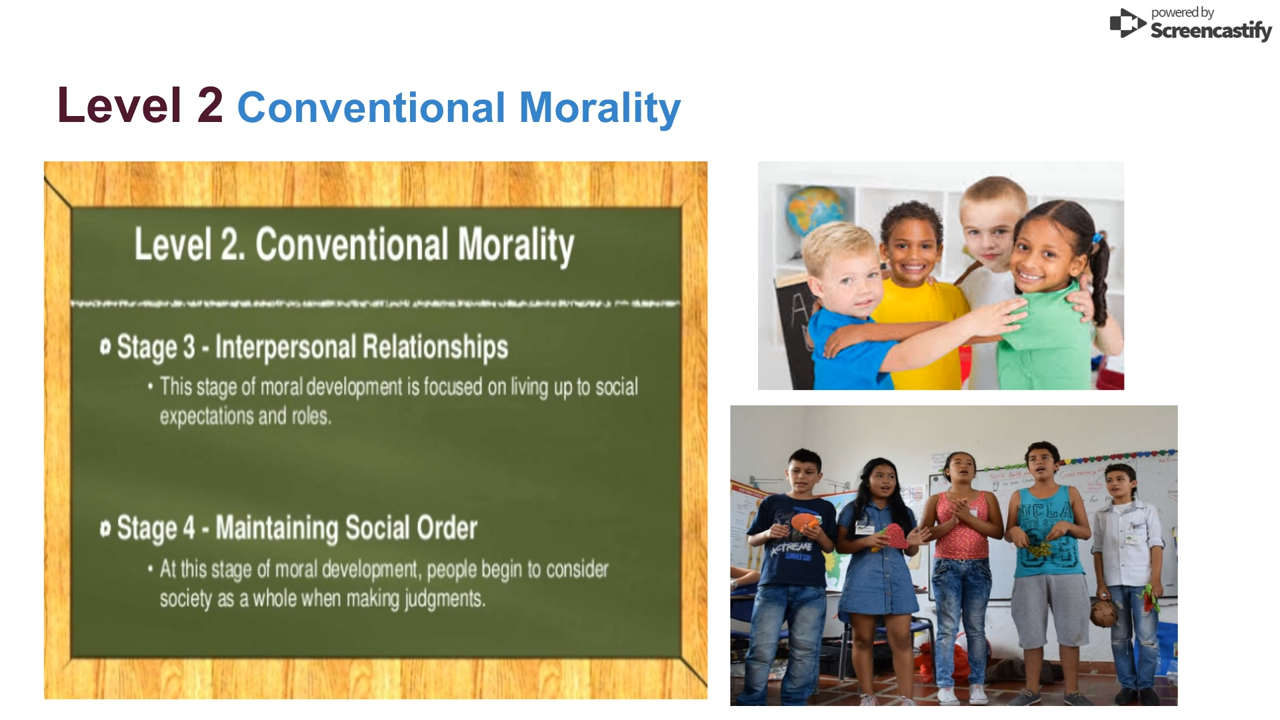 powered by
Screencastify
Level 2 Conventional Morality
Level 2. Conventional Morality
Stage 3 - Interpersonal Relationships
• This stage of moral development is focused on living up to social
expectations and roles.
Stage 4 - Maintaining Social Order
• At this stage of moral development, people begin to consider
society as a whole when making judgments.
A
UCLA
XTREME